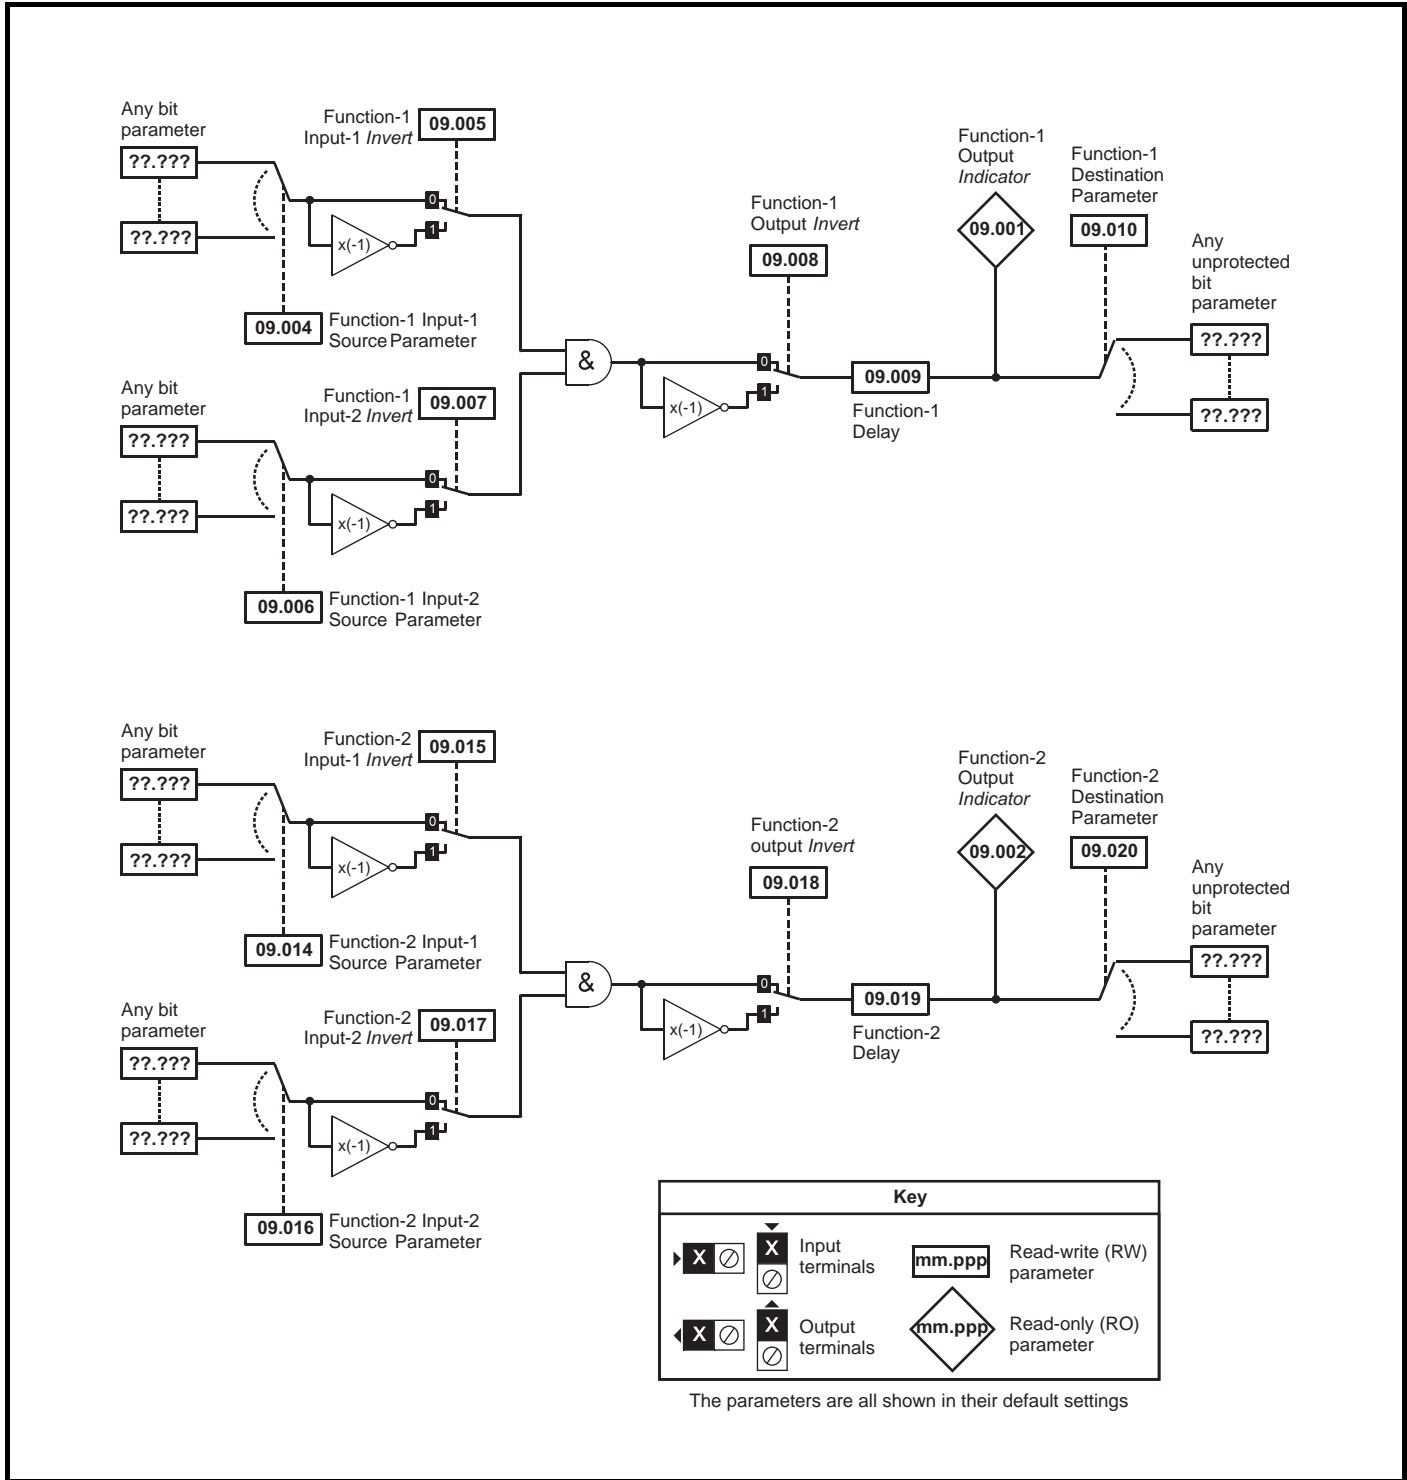 Any bit
parameter
??.???
??.???
Function-1
Input-1 Invert
09.005
0
1
x(-1)
09.004
Function-1 Input-1
Source Parameter
Any bit
parameter
??.???
??.???
Function-1
Input-2 Invert
09.007
0
1
x(-1)
09.006
Function-1 Input-2
Source Parameter
&
Function-1
Output Invert
09.008
0
1
x(-1)
09.009
Function-1
Delay
Function-1
Output
Indicator
09.001
Function-1
Destination
Parameter
09.010
Any
unprotected
bit
parameter
??.???
??.???
Any bit
parameter
??.???
??.???
Function-2
Input-1 Invert
09.015
0
1
x(-1)
09.014
Function-2 Input-1
Source Parameter
Any bit
parameter
??.???
??.???
Function-2
Input-2 Invert
09.017
0
1
x(-1)
09.016
Function-2 Input-2
Source Parameter
&
Function-2
output Invert
09.018
0
1
x(-1)
09.019
Function-2
Delay
Function-2
Output
Indicator
09.002
Function-2
Destination
Parameter
09.020
Any
unprotected
bit
parameter
??.???
??.???
Key
X
X
Input
terminals
mm.ppp
Read-write (RW)
parameter
X
X
Output
terminals
mm.ppp
Read-only (RO)
parameter
The parameters are all shown in their default settings